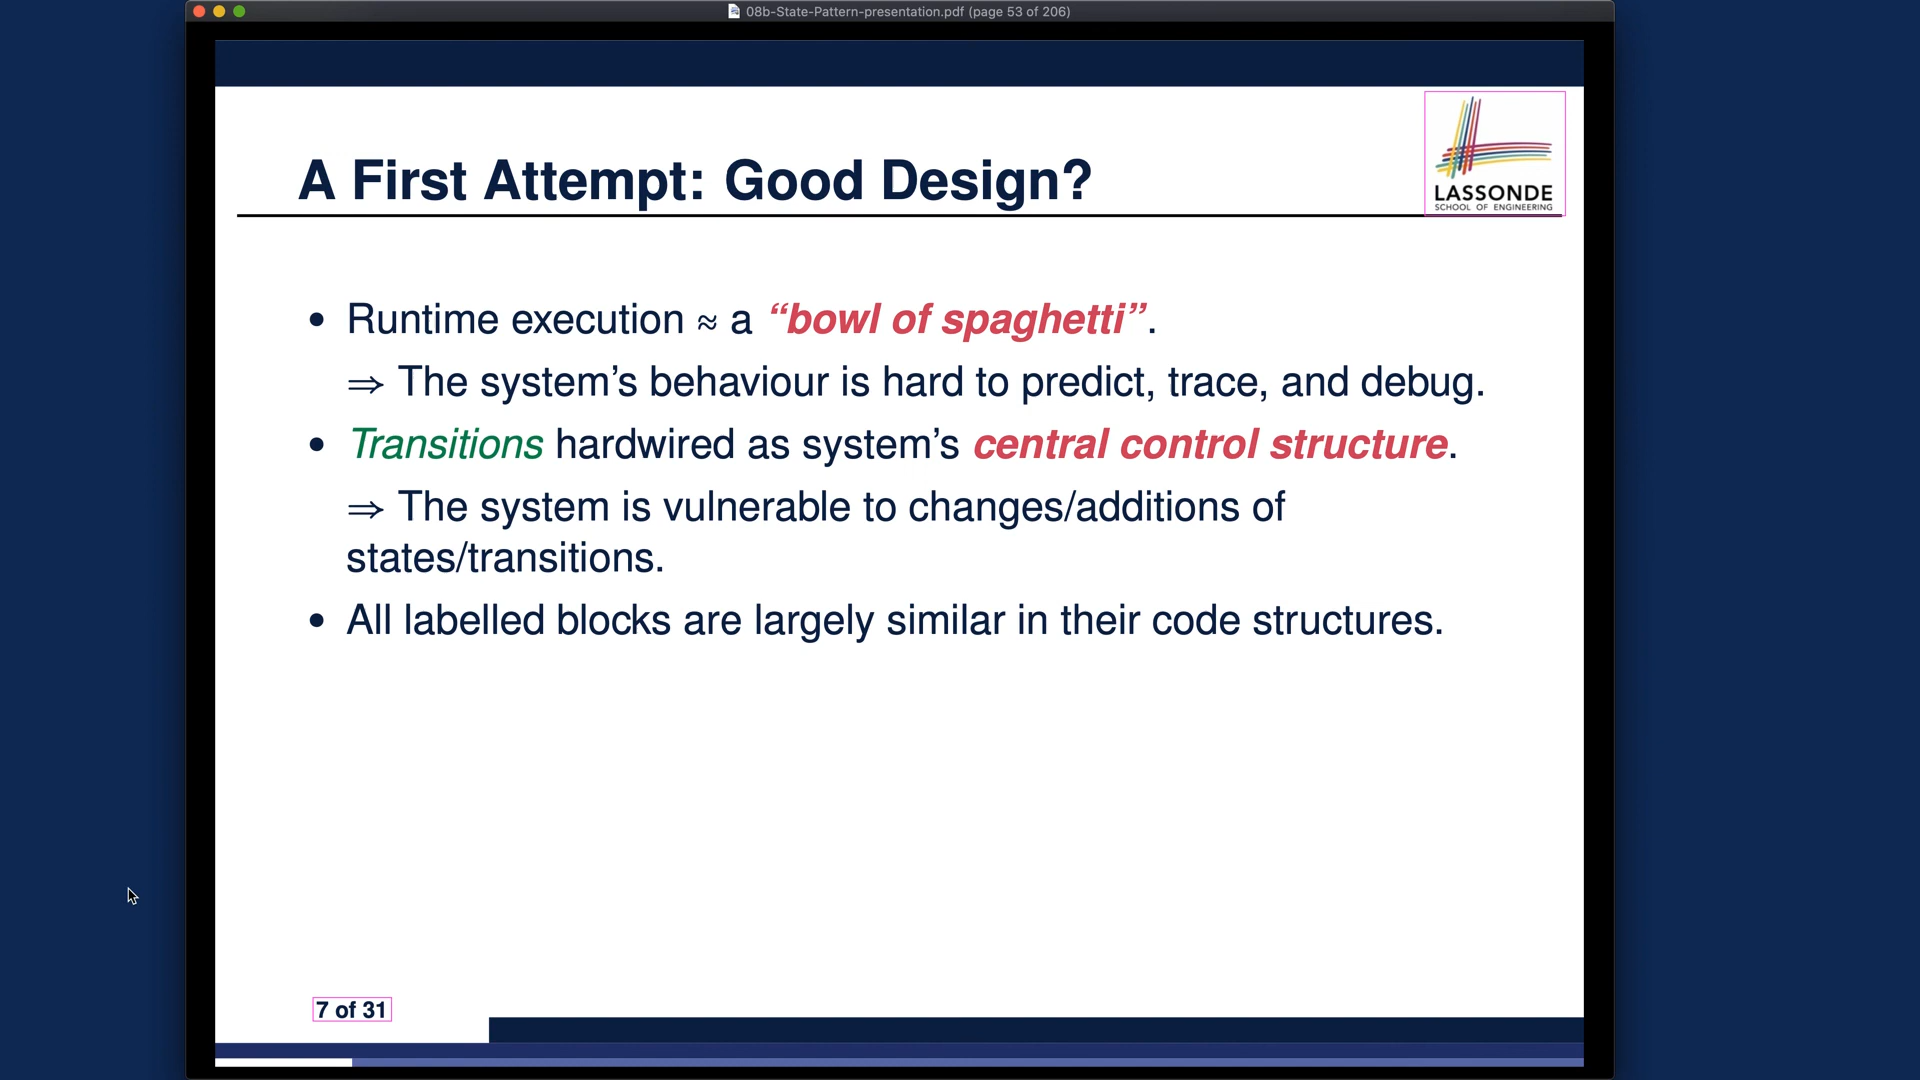 08b-State-Pattern-presentation.pdf (page 53 of 206)
LASSONDE
SCHOOL OF ENGINEERING
A First Attempt: Good Design?
• Runtime execution ≈ a “bowl of spaghetti”.
⇒ The system’s behaviour is hard to predict, trace, and debug.
• Transitions hardwired as system’s central control structure.
⇒ The system is vulnerable to changes/additions of
states/transitions.
• All labelled blocks are largely similar in their code structures.
7 of 31